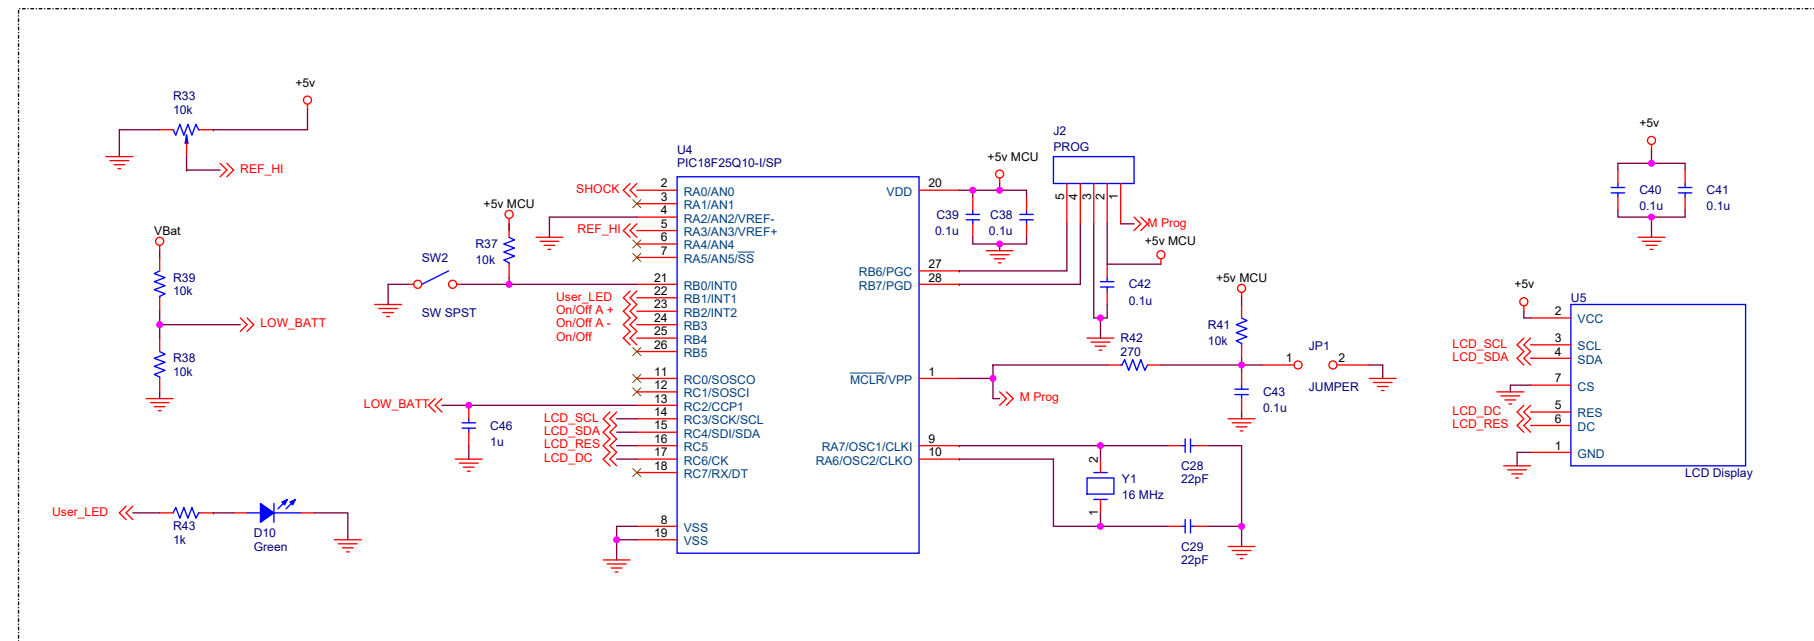 +5v
R33
10k
REF_HI
VBat
R39
10k
LOW_BATT
R38
10k
User_LED
R43
1k
D10
Green
+5v MCU
R37
10k
SW2
SW SPST
LOW_BATT
C46
1u
U4
PIC18F25Q10-I/SP
SHOCK
2
RA0/AN0
3
RA1/AN1
4
RA2/AN2/VREF-
REF_HI
5
RA3/AN3/VREF+
6
RA4/AN4
7
RA5/AN5/SS
21
RB0/INT0
User_LED
22
RB1/INT1
On/Off A +
23
RB2/INT2
On/Off A -
24
RB3
On/Off
25
RB4
26
RB5
11
RC0/SOSCO
12
RC1/SOSCI
13
RC2/CCP1
LCD_SCL
14
RC3/SCK/SCL
LCD_SDA
15
RC4/SDI/SDA
LCD_RES
16
RC5
LCD_DC
17
RC6/CK
18
RC7/RX/DT
8
VSS
19
VSS
VDD
20
RB6/PGC
27
RB7/PGD
28
MCLR/VPP
1
RA7/OSC1/CLKI
9
RA6/OSC2/CLKO
10
+5v MCU
C39
0.1u
C38
0.1u
J2
PROG
5
4
3
2
1
M Prog
+5v MCU
C42
0.1u
M Prog
R42
270
+5v MCU
R41
10k
C43
0.1u
JP1
1
2
JUMPER
2
Y1
16 MHz
1
C28
22pF
C29
22pF
+5v
C40
0.1u
C41
0.1u
+5v
U5
2
VCC
LCD_SCL
3
SCL
LCD_SDA
4
SDA
7
CS
LCD_DC
5
RES
LCD_RES
6
DC
1
GND
LCD Display